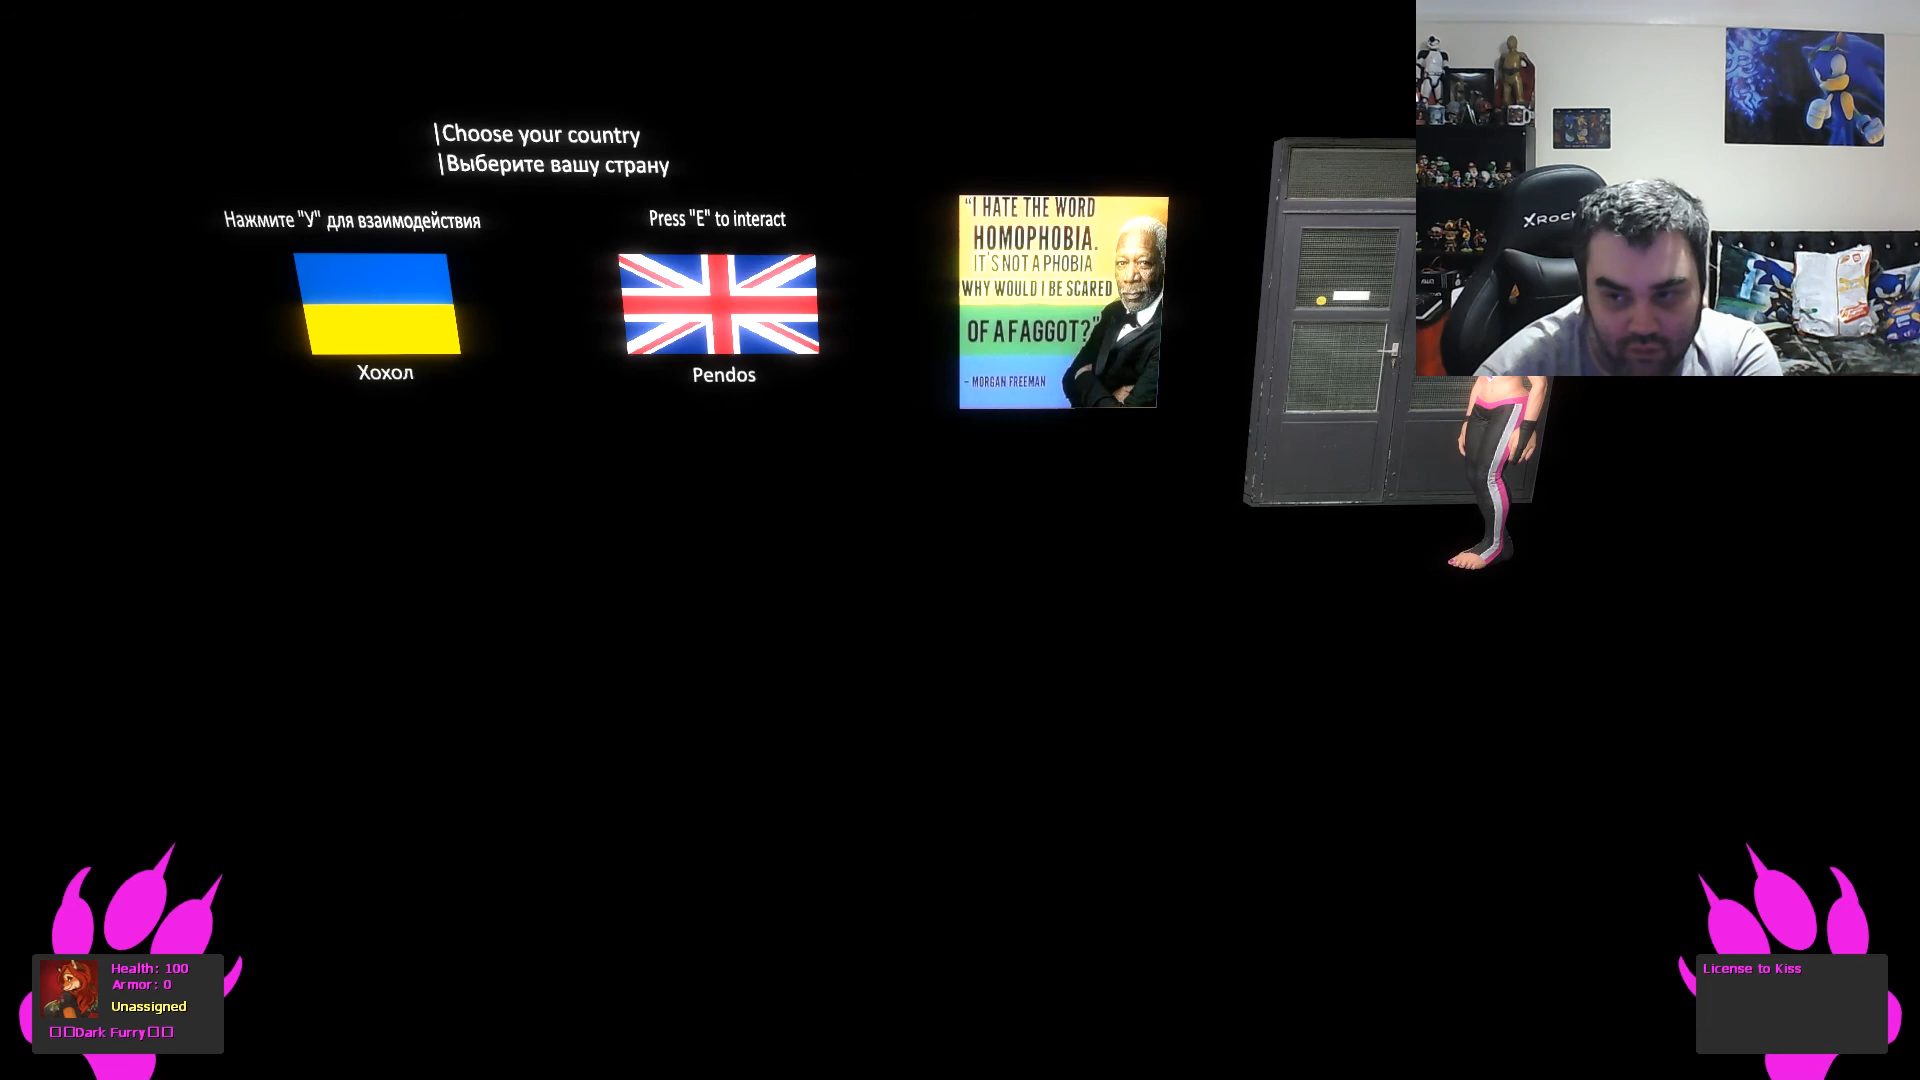 |Choose your country
|Выберите вашу страну
Нажмите "У" для взаимодействия
Press "E" to interact
Хохол
Pendos
"I HATE THE WORD
HOMOPHOBIA.
IT'S NOT A PHOBIA
WHY WOULD I BE SCARED
OF A FAGGOT?"
- MORGAN FREEMAN
XROCK
Health: 100
Armor: 0
Unassigned
□□Dark Furry□□
License to Kiss